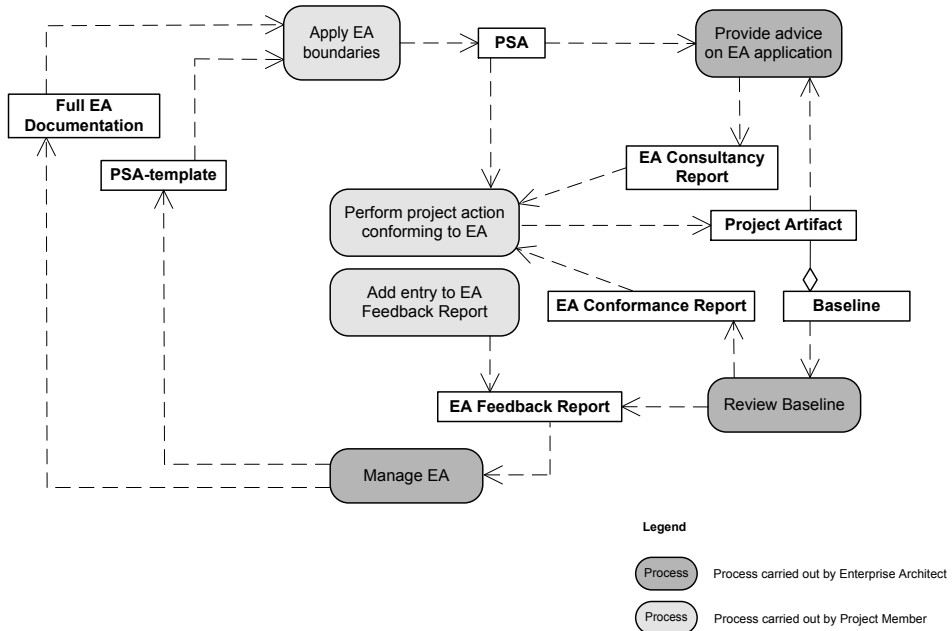 Apply EA
boundaries
PSA
Provide advice
on EA application
Full EA
Documentation
PSA-template
EA Consultancy
Report
Perform project action
conforming to EA
Project Artifact
Add entry to EA
Feedback Report
EA Conformance Report
Baseline
EA Feedback Report
Review Baseline
Manage EA
Legend
Process
Process carried out by Enterprise Architect
Process
Process carried out by Project Member